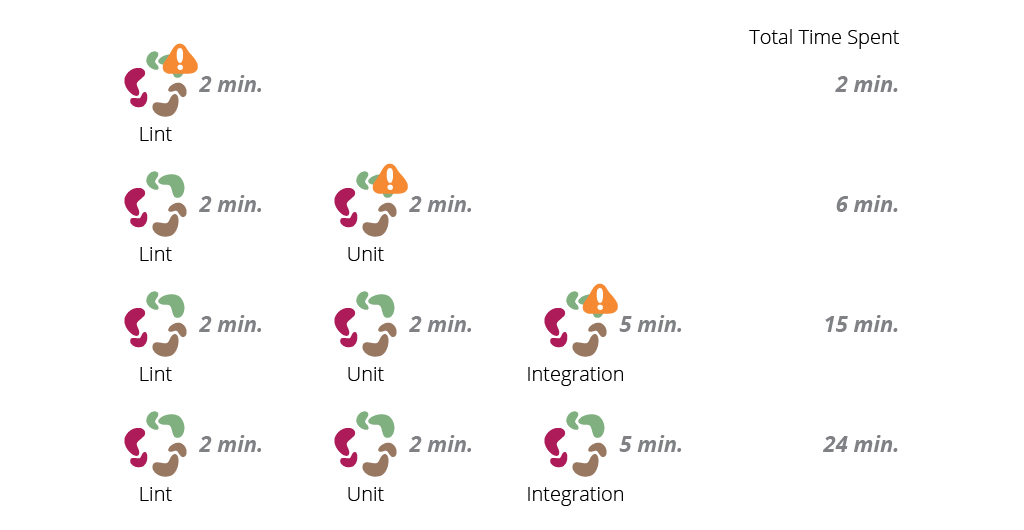 Total Time Spent
2 min. 2 min.
Lint
2 min. 2 min. 6 min.
Lint Unit
2 min. 2 min. 5 min. 15 min.
Lint Unit Integration
2 min. 2 min. 5 min. 24 min.
Lint Unit Integration